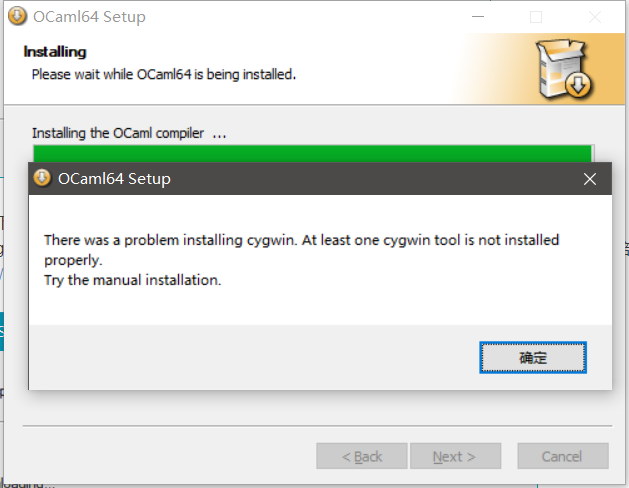 OCaml64 Setup
Installing
Please wait while OCaml64 is being installed.
Installing the OCaml compiler ...
OCaml64 Setup
There was a problem installing cygwin. At least one cygwin tool is not installed
properly.
Try the manual installation.
确定
< Back
Next >
Cancel